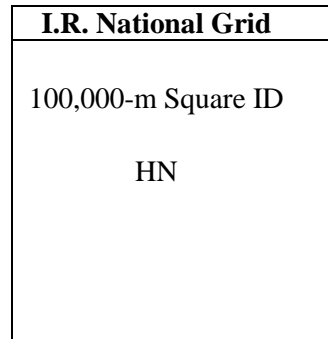 I.R. National Grid
100,000-m Square ID
HN